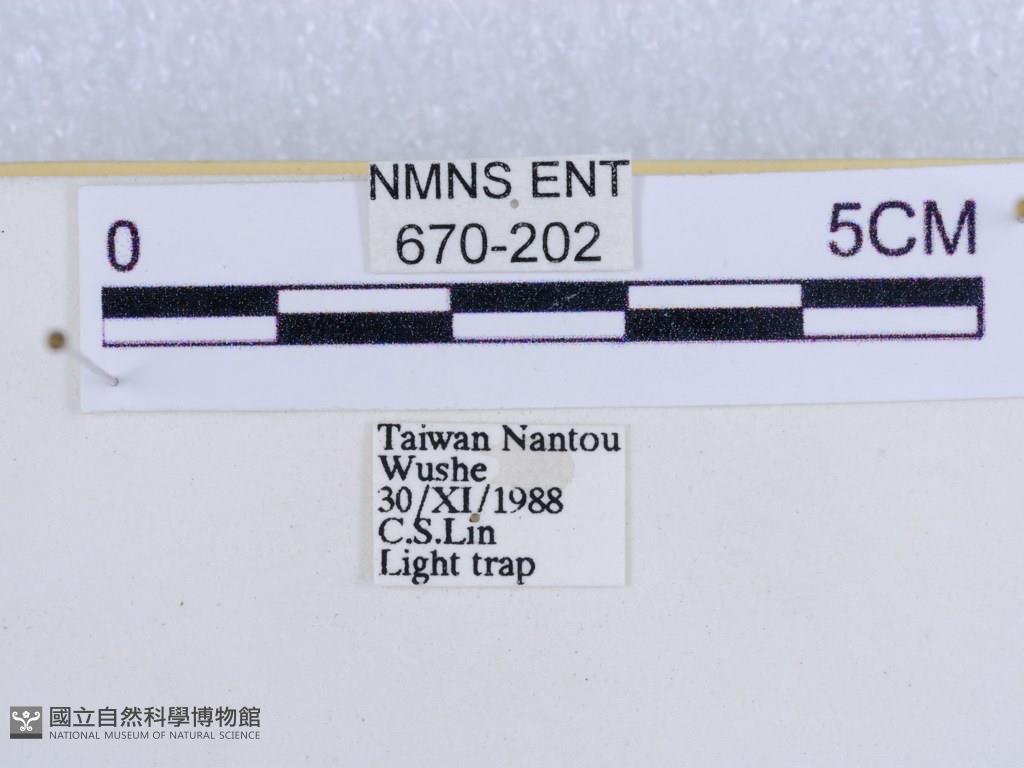 NMNS ENT
670-202
0
5CM
Taiwan Nantou
Wushe
30/XI/1988
C.S.Lin
Light trap
國立自然科學博物館
NATIONAL MUSEUM OF NATURAL SCIENCE